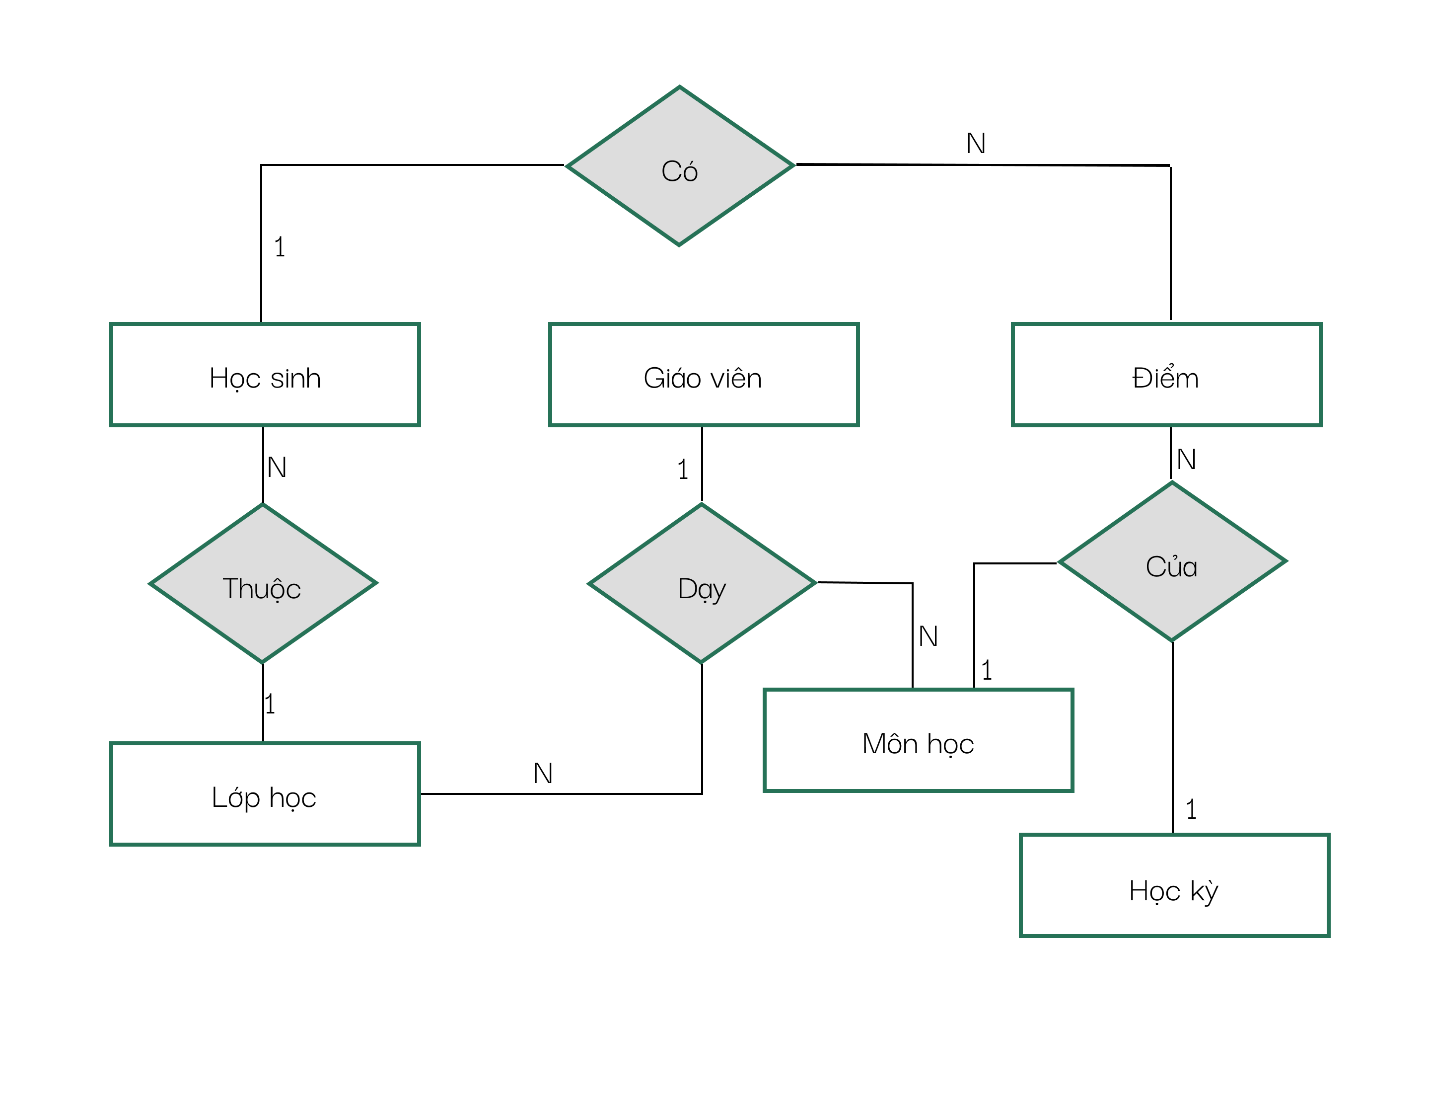 Có
N
1
Học sinh
Giáo viên
Điểm
N
1
N
Thuộc
Dạy
Của
N
1
1
Môn học
N
Lớp học
1
Học kỳ